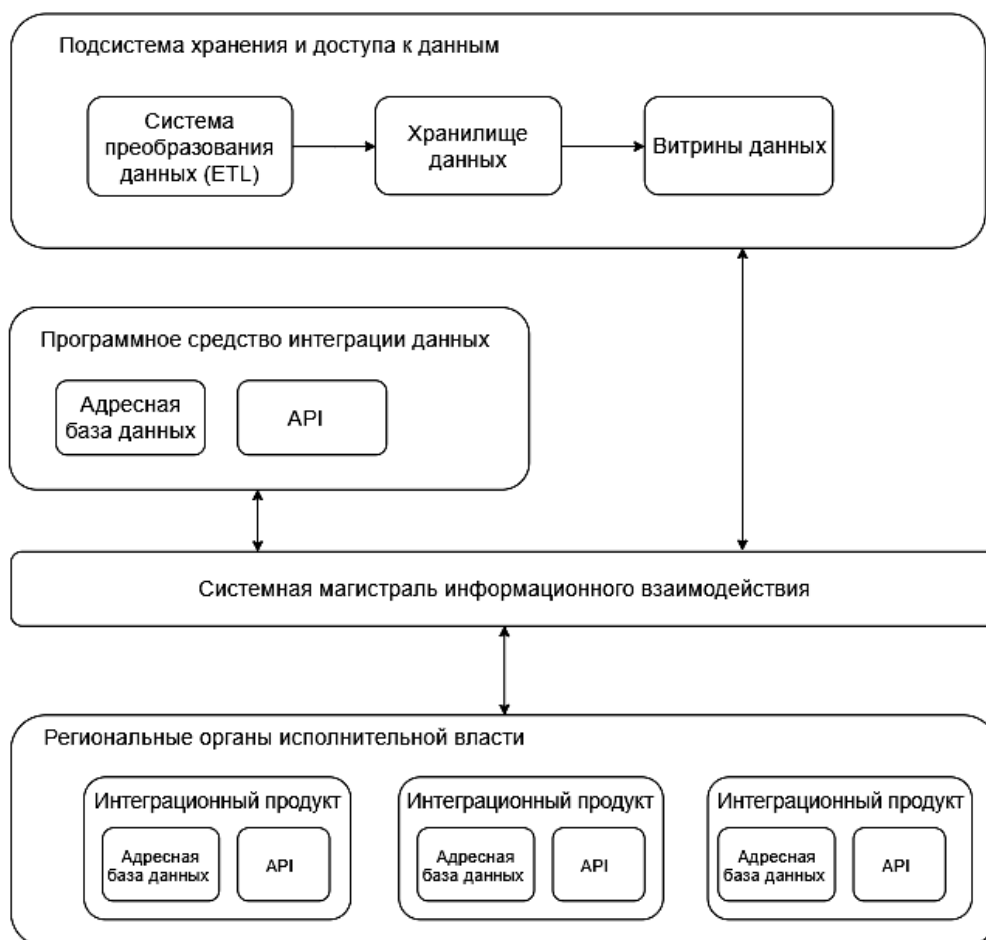 Подсистема хранения и доступа к данным
Система
преобразования
данных (ETL)
Хранилище
данных
Витрины данных
Программное средство интеграции данных
Адресная
база данных
API
Системная магистраль информационного взаимодействия
Региональные органы исполнительной власти
Интеграционный продукт
Адресная
база данных
API
Интеграционный продукт
Адресная
база данных
API
Интеграционный продукт
Адресная
база данных
API